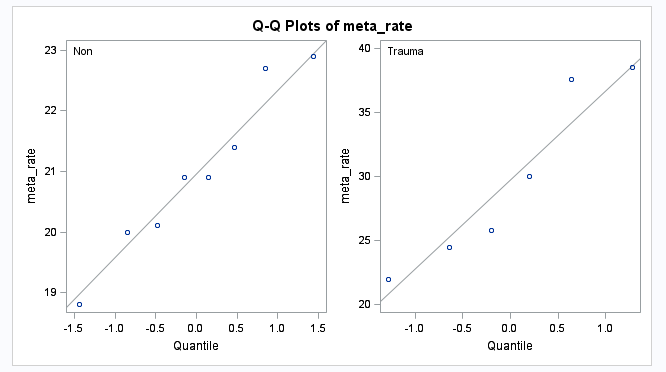 Q-Q Plots of meta_rate
Non
meta_rate
23
22
21
20
19
-1.5 -1.0 -0.5 0.0 0.5 1.0 1.5
Quantile
Trauma
meta_rate
40
35
30
25
20
-1.0 -0.5 0.0 0.5 1.0
Quantile